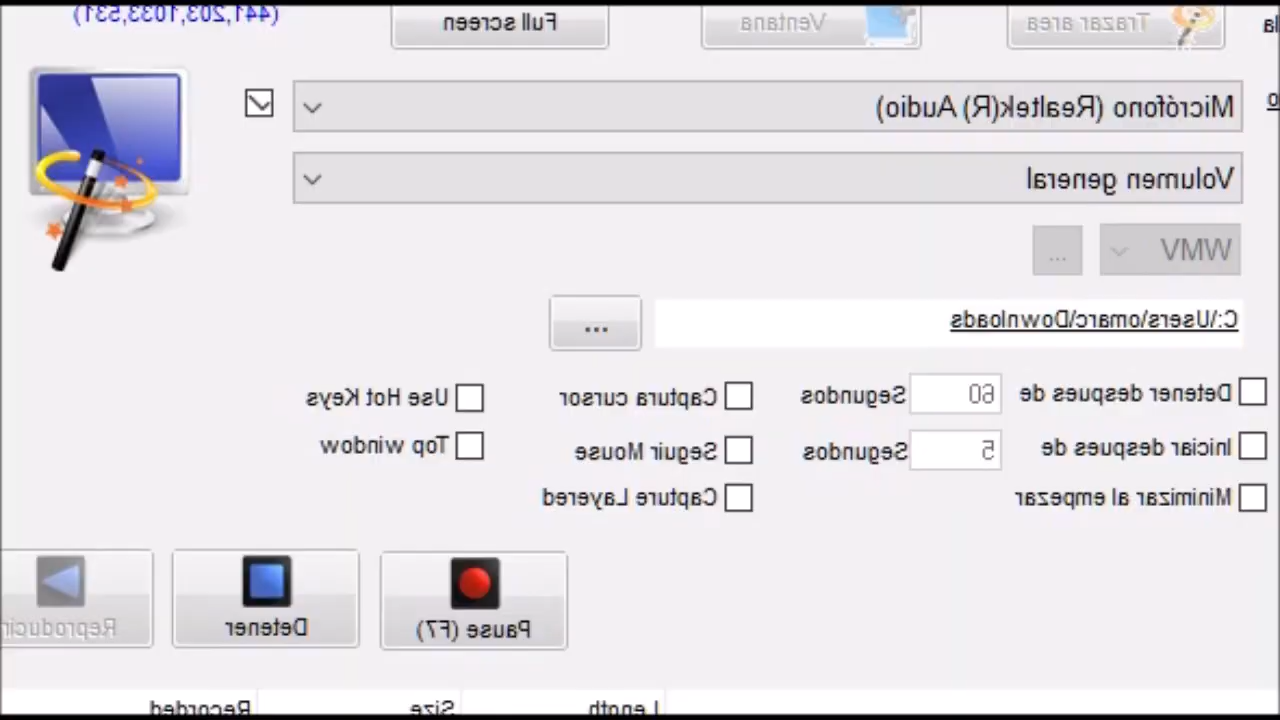 la Trazar area Ventana Full screen (441,203,1033,531)
o Micrófono (Realtek(R) Audio)
Volumen general
WMV ...
C:\Users\omarc\Downloads ...
Detener despues de 60 Segundos Captura cursor Use Hot Keys
Iniciar despues de 5 Segundos Seguir Mouse Top window
Minimizar al empezar Capture Layered
Pause (F7) Detener Reproducir
Length Size Recorded